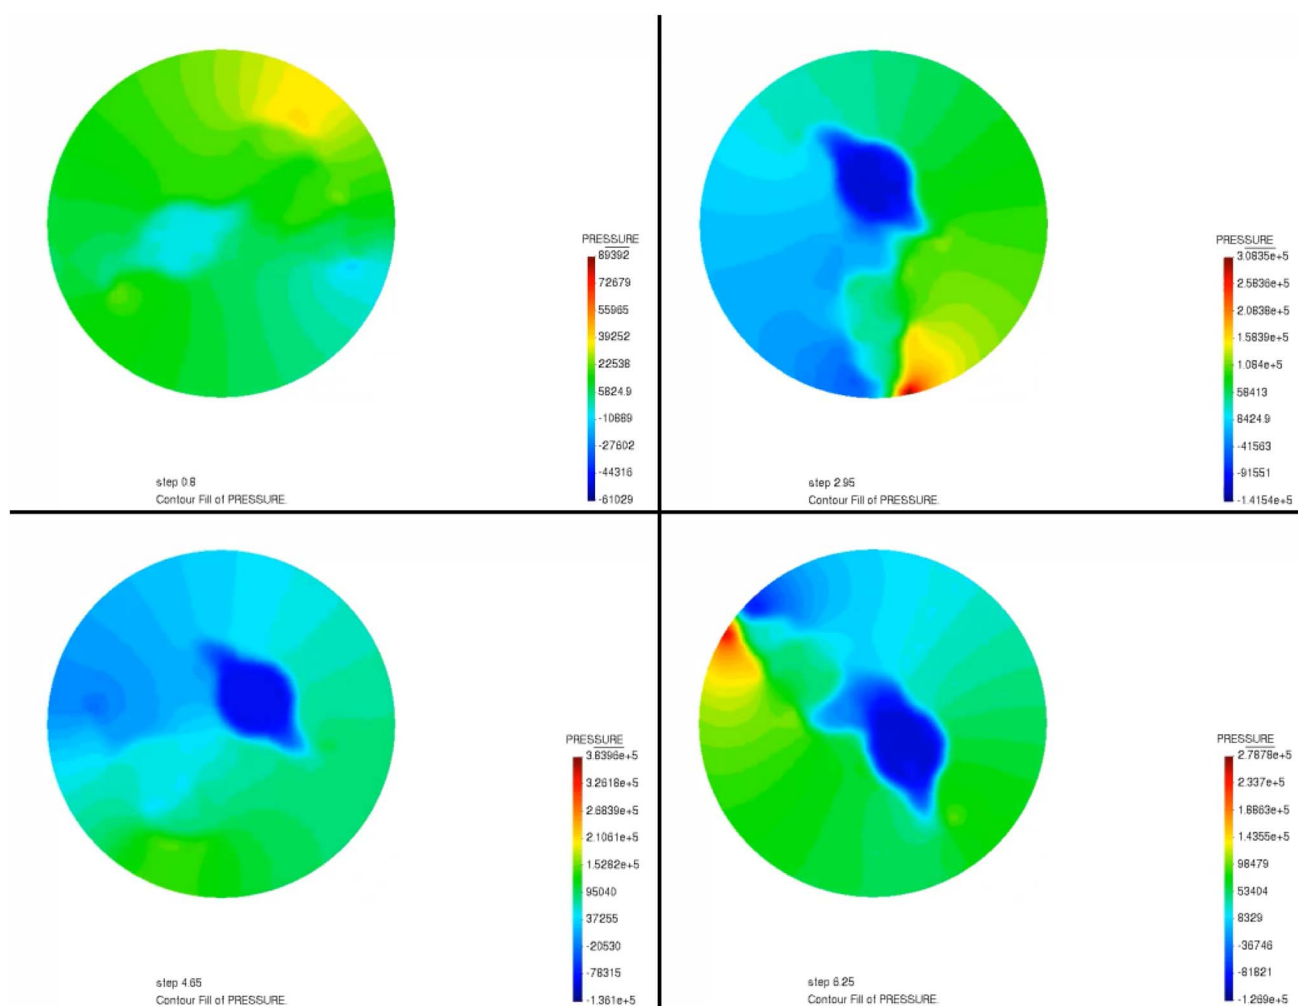 PRESSURE
89392
72679
55965
39252
22538
5824.9
-10889
-27602
-44316
-61029
step 0.8
Contour Fill of PRESSURE.
PRESSURE
3.0835e+5
2.5836e+5
2.0838e+5
1.5839e+5
1.084e+5
58413
8424.9
-41563
-91551
-1.4154e+5
step 2.95
Contour Fill of PRESSURE.
PRESSURE
3.8396e+5
3.2618e+5
2.6839e+5
2.1061e+5
1.5282e+5
95040
37255
-20530
-78315
-1.361e+5
step 4.65
Contour Fill of PRESSURE.
PRESSURE
2.7878e+5
2.337e+5
1.8863e+5
1.4355e+5
98479
53404
8329
-36746
-81821
-1.269e+5
step 6.25
Contour Fill of PRESSURE.